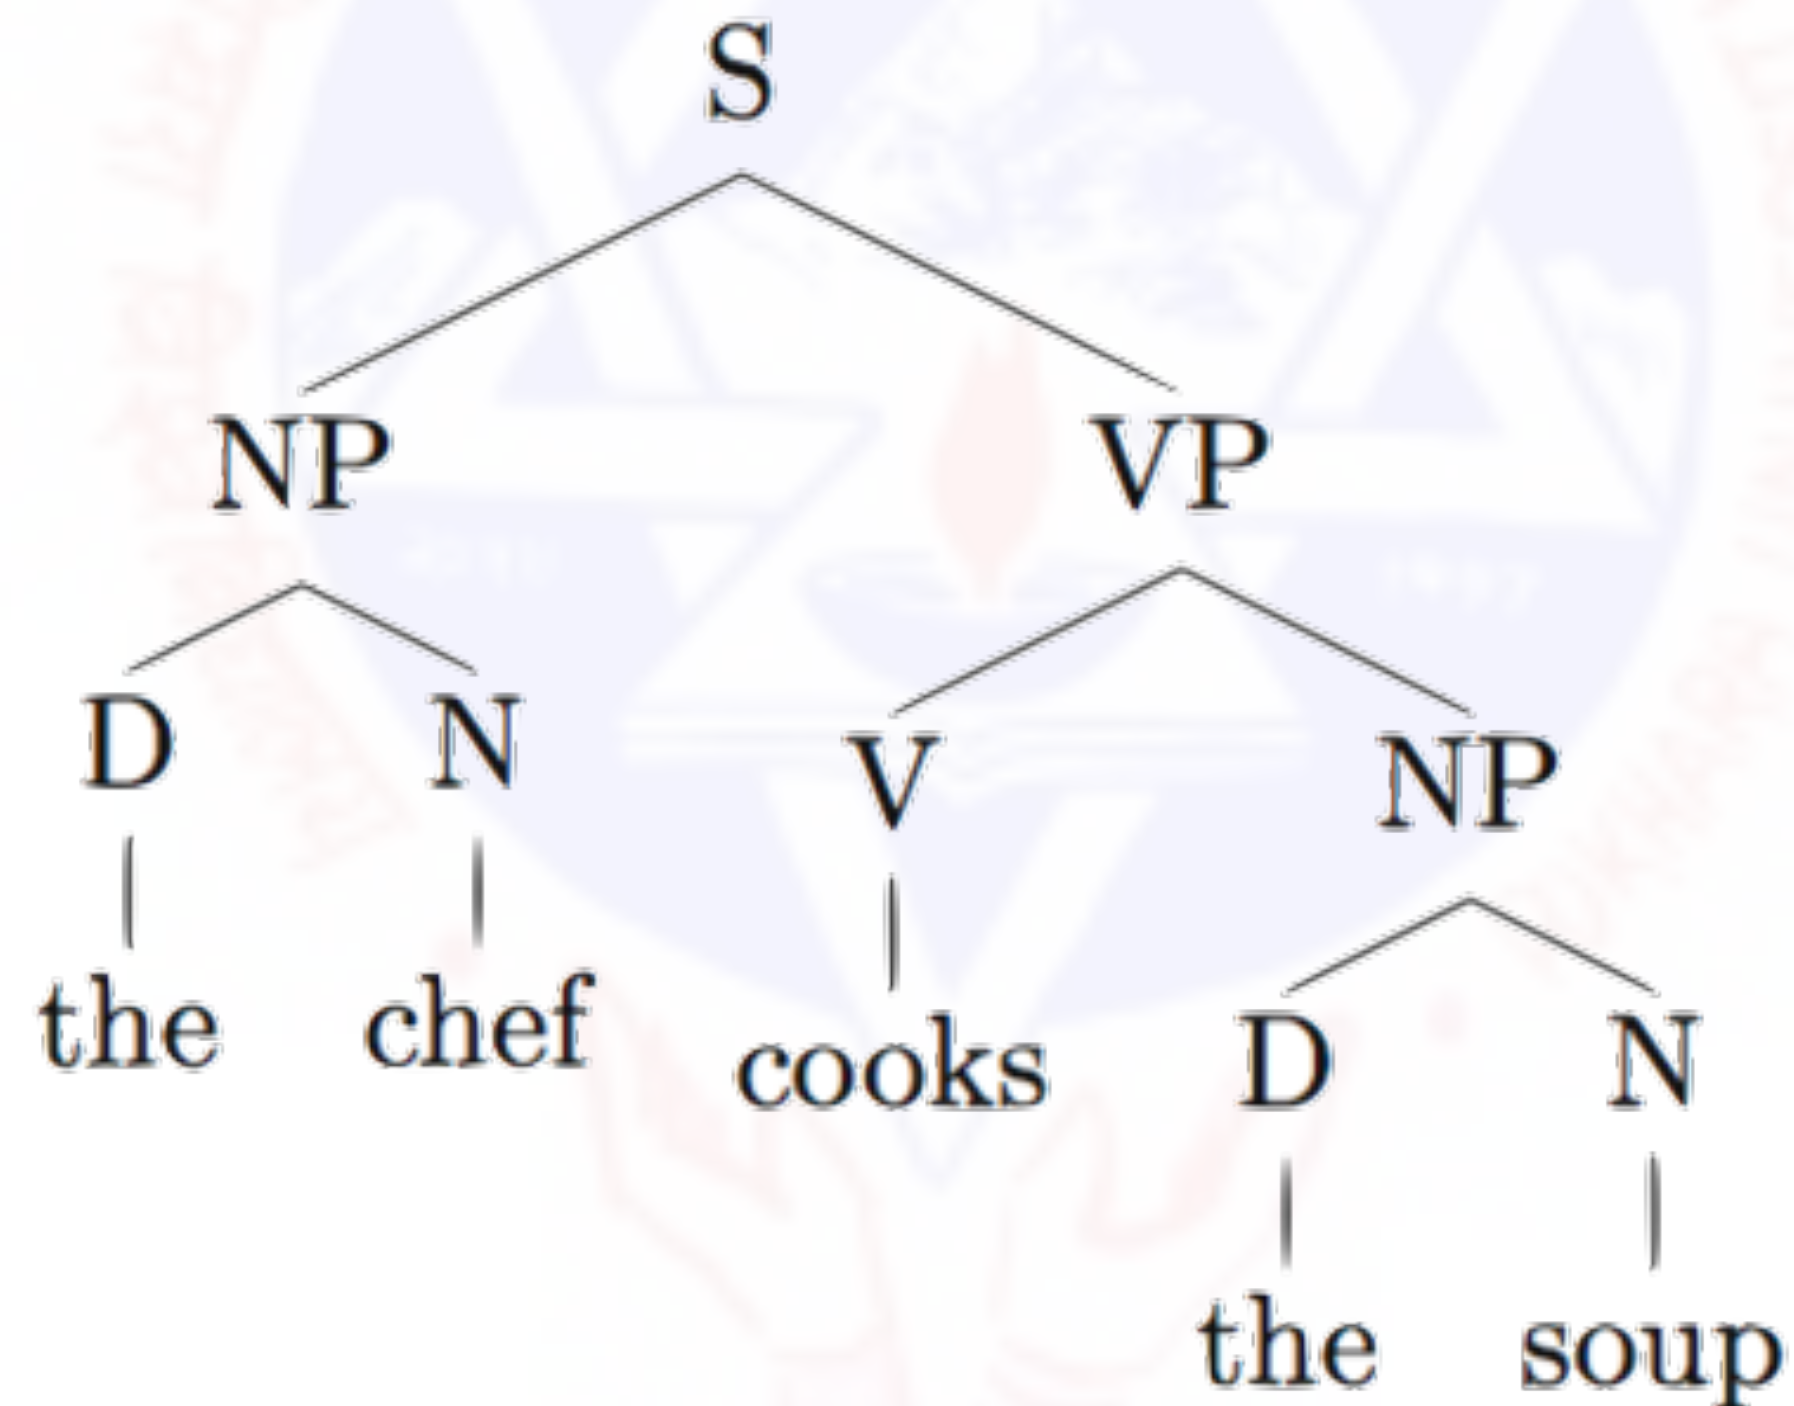 S
NP VP
D N V NP
the chef cooks D N
the soup